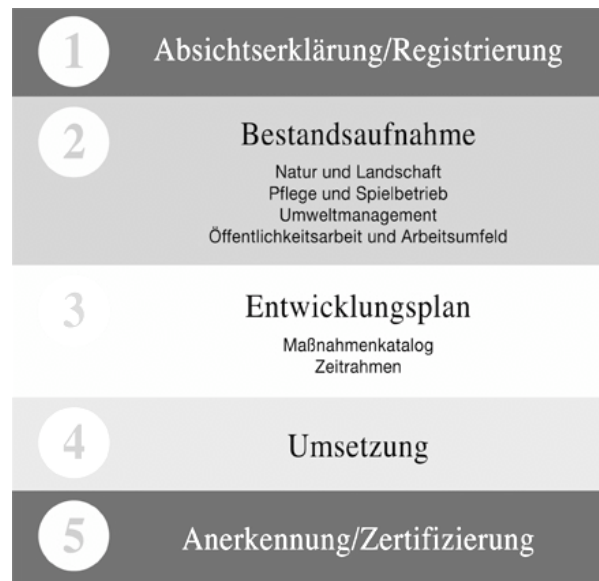 1
Absichtserklärung/Registrierung
2
Bestandsaufnahme
Natur und Landschaft
Pflege und Spielbetrieb
Umweltmanagement
Öffentlichkeitsarbeit und Arbeitsumfeld
3
Entwicklungsplan
Maßnahmenkatalog
Zeitrahmen
4
Umsetzung
5
Anerkennung/Zertifizierung